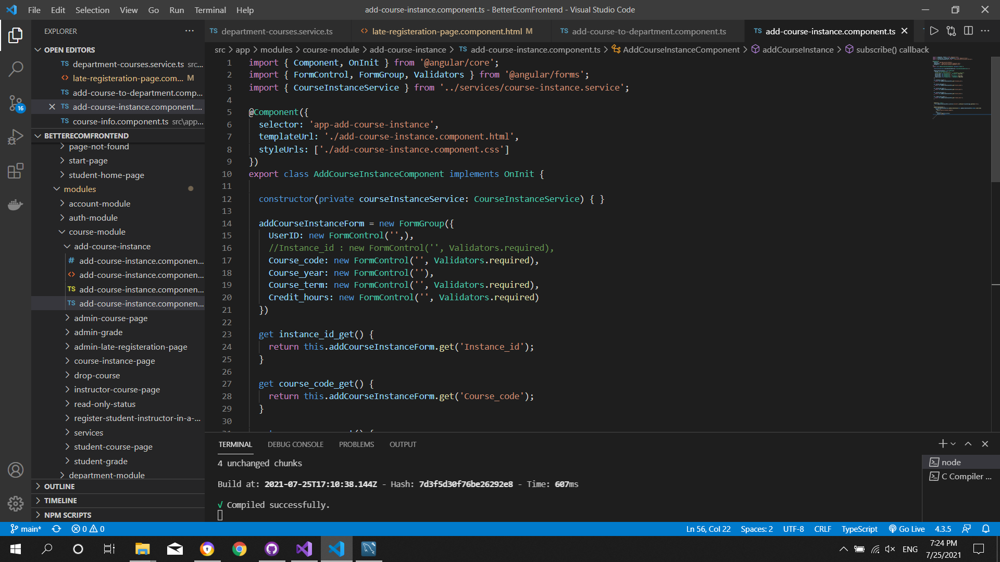 File Edit Selection View Go Run Terminal Help
add-course-instance.component.ts - BetterEcomFrontend - Visual Studio Code
EXPLORER
OPEN EDITORS
TS department-courses.service.ts src...
<> late-registeration-page.com... M
TS add-course-to-department.comp...
TS add-course-instance.component....
TS course-info.component.ts src\app...
BETTERECOMFRONTEND
page-not-found
start-page
student-home-page
modules
account-module
auth-module
course-module
add-course-instance
# add-course-instance.componen...
<> add-course-instance.componen...
TS add-course-instance.componen...
TS add-course-instance.componen...
admin-course-page
admin-grade
admin-late-registeration-page
course-instance-page
drop-course
instructor-course-page
read-only-status
register-student-instructor-in-a-...
services
student-course-page
student-grade
department-module
OUTLINE
TIMELINE
NPM SCRIPTS
16
TS department-courses.service.ts
<> late-registeration-page.component.html M
TS add-course-to-department.component.ts
TS add-course-instance.component.ts
src > app > modules > course-module > add-course-instance > TS add-course-instance.component.ts > AddCourseInstanceComponent > addCourseInstance > subscribe() callback
1 import { Component, OnInit } from '@angular/core';
2 import { FormControl, FormGroup, Validators } from '@angular/forms';
3 import { CourseInstanceService } from '../services/course-instance.service';
4
5 @Component({
6 selector: 'app-add-course-instance',
7 templateUrl: './add-course-instance.component.html',
8 styleUrls: ['./add-course-instance.component.css']
9 })
10 export class AddCourseInstanceComponent implements OnInit {
11
12 constructor(private courseInstanceService: CourseInstanceService) { }
13
14 addCourseInstanceForm = new FormGroup({
15 UserID: new FormControl('',),
16 //Instance_id : new FormControl('', Validators.required),
17 Course_code: new FormControl('', Validators.required),
18 Course_year: new FormControl(''),
19 Course_term: new FormControl('', Validators.required),
20 Credit_hours: new FormControl('', Validators.required)
21 })
22
23 get instance_id_get() {
24 return this.addCourseInstanceForm.get('Instance_id');
25 }
26
27 get course_code_get() {
28 return this.addCourseInstanceForm.get('Course_code');
29 }
30
TERMINAL DEBUG CONSOLE PROBLEMS OUTPUT
4 unchanged chunks
Build at: 2021-07-25T17:10:38.144Z - Hash: 7d3f5d30f76be26292e8 - Time: 607ms
√ Compiled successfully.
node
C Compiler ...
main* 0 0
Ln 56, Col 22 Spaces: 2 UTF-8 CRLF TypeScript Go Live 4.3.5
ENG
7:24 PM
7/25/2021